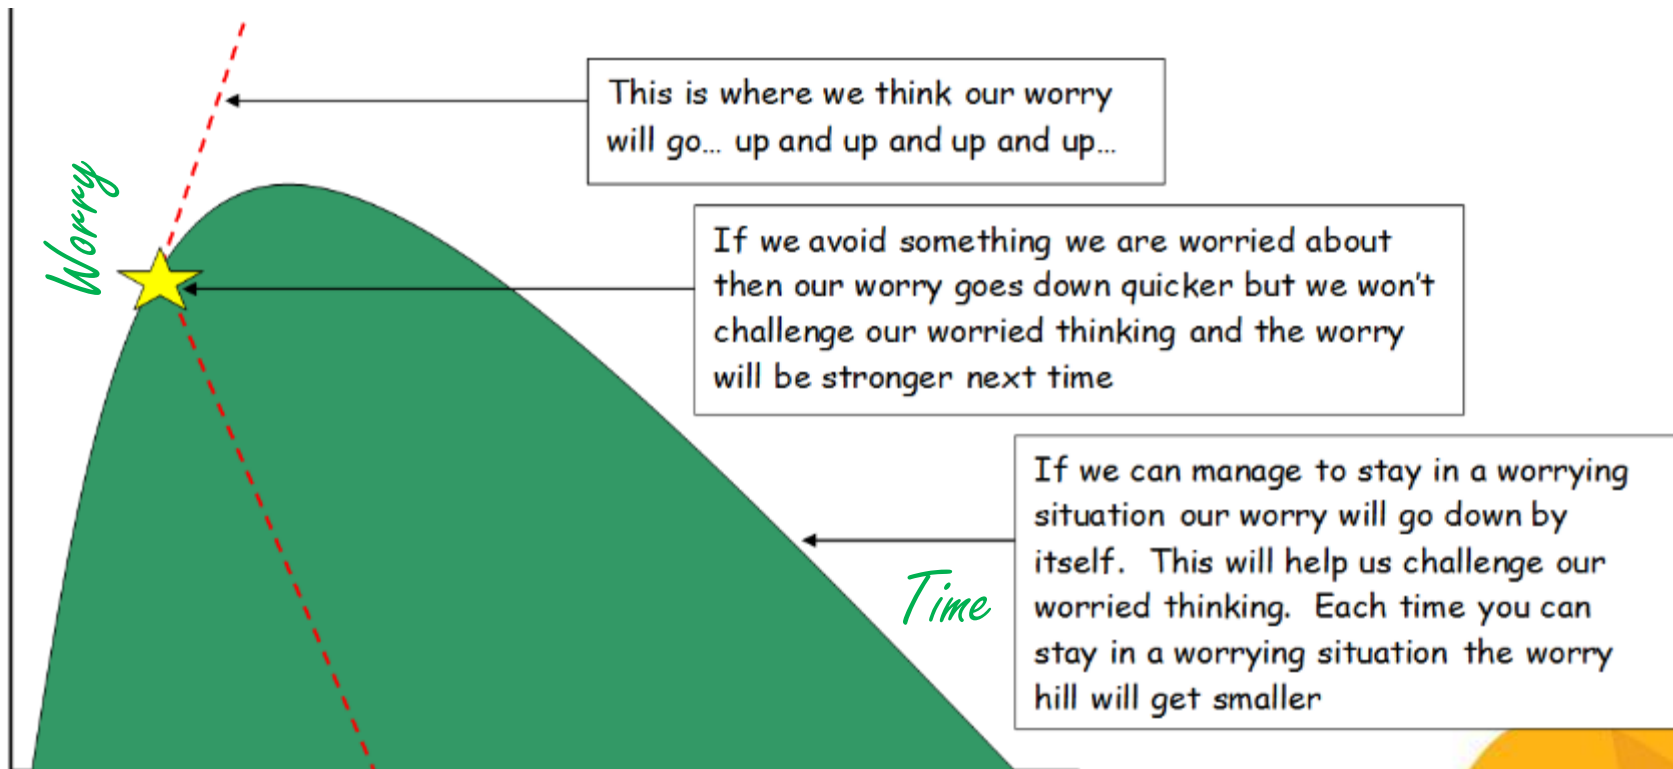 This is where we think our worry
will go... up and up and up and up...
Worry
If we avoid something we are worried about
then our worry goes down quicker but we won't
challenge our worried thinking and the worry
will be stronger next time
If we can manage to stay in a worrying
situation our worry will go down by
itself.  This will help us challenge our
worried thinking.  Each time you can
stay in a worrying situation the worry
hill will get smaller
Time